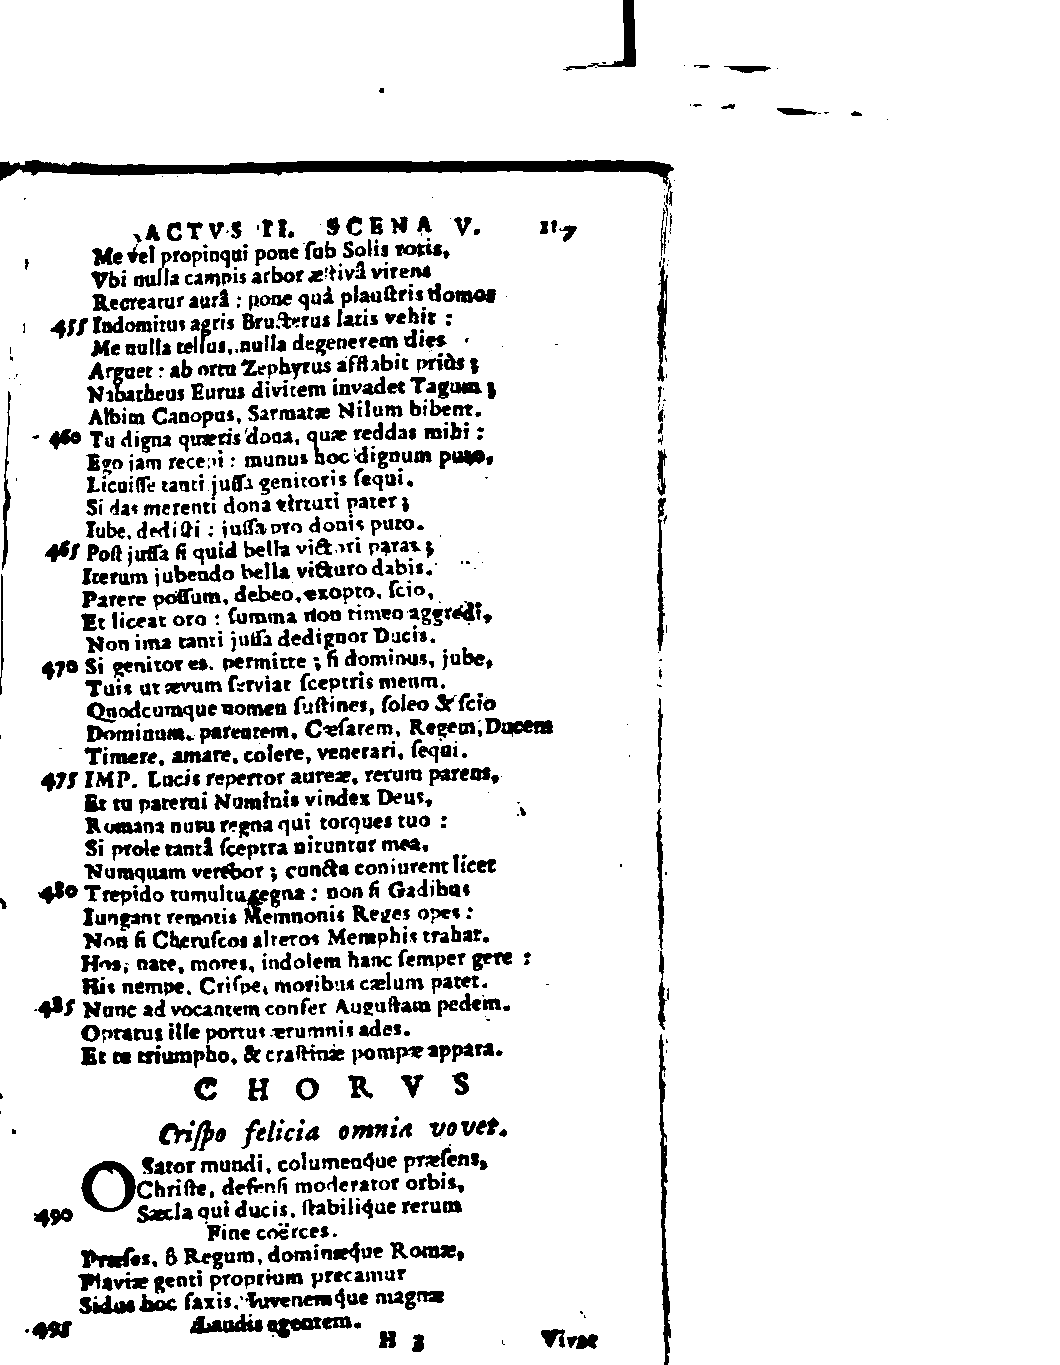 ACTVS II. SCENA V. 117
Me vel propinqui pone ſub Solis rotis,
Vbi nulla campis arbor æſtivâ virens
Recreatur aurâ : pone quâ plauſtris domos
455 Indomitus agris Bructerus latis vehit :
Me nulla tellus, nulla degenerem dies
Arguet : ab ortu Zephyrus afflabit priùs ;
Nabatheus Eurus divitem invadet Tagum ;
Albim Canopus, Sarmatæ Nilum bibent.
460 Tu digna quæris dona, quæ reddas mihi :
Ego jam recepi : munus hoc dignum puto,
Licuiſſe tanti juſſa genitoris ſequi.
Si das merenti dona virtuti pater ;
Iube, dediſti : juſſa pro donis puto.
465 Poſt juſſa ſi quid bella victori paras ;
Iterum jubendo bella victuro dabis.
Parere poſſum, debeo, exopto, ſcio,
Et liceat oro : ſumma non timeo aggredi,
Non ima tanti juſſa dedignor Ducis.
470 Si genitor es, permitte ; ſi dominus, jube,
Tuis ut ævum ſerviat ſceptris meum.
Quodcumque nomen ſuſtines, ſoleo & ſcio
Dominum, parentem, Cæſarem, Regem, Ducem
Timere, amare, colere, venerari, ſequi.
475 IMP. Lucis repertor aureæ, rerum parens,
Et tu paterni Numinis vindex Deus,
Romana nutu regna qui torques tuo :
Si prole tantâ ſceptra nituntur mea,
Numquam verebor ; cuncta coniurent licet
480 Trepido tumultu regna : non ſi Gadibus
Iungant remotis Memnonis Reges opes :
Non ſi Cheruſcos alteros Memphis trahat.
Hos, nate, mores, indolem hanc ſemper gere :
His nempe, Criſpe, moribus cælum patet.
485 Nunc ad vocantem confer Auguſtam pedem.
Optatus ille portus ærumnis ades.
Et te triumpho, & craſtinæ pompæ appara.
CHORVS
Criſpo felicia omnia vovet.
O Sator mundi, columenq́ue præſens,
Chriſte, defenſi moderator orbis,
490 Sæcla qui ducis, ſtabiliq́ue rerum
Fine coërces.
Præſes, ô Regum, dominæq́ue Romæ,
Flaviæ genti proprium precamur
Sidus hoc faxis, Iuvenemq́ue magnæ
495 Laudis egentem.
H 3 Vivat